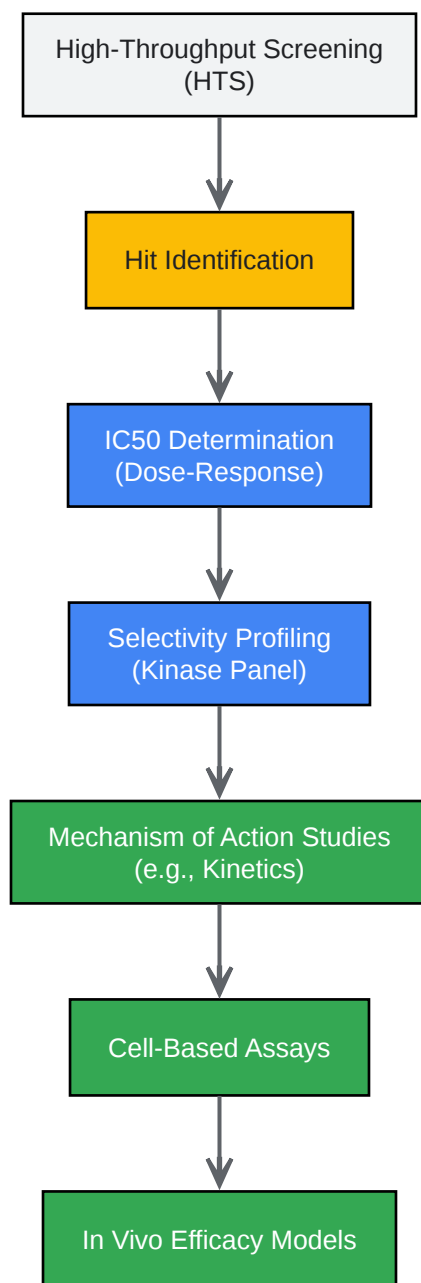 High-Throughput Screening
(HTS)
Hit Identification
IC50 Determination
(Dose-Response)
Selectivity Profiling
(Kinase Panel)
Mechanism of Action Studies
(e.g., Kinetics)
Cell-Based Assays
In Vivo Efficacy Models